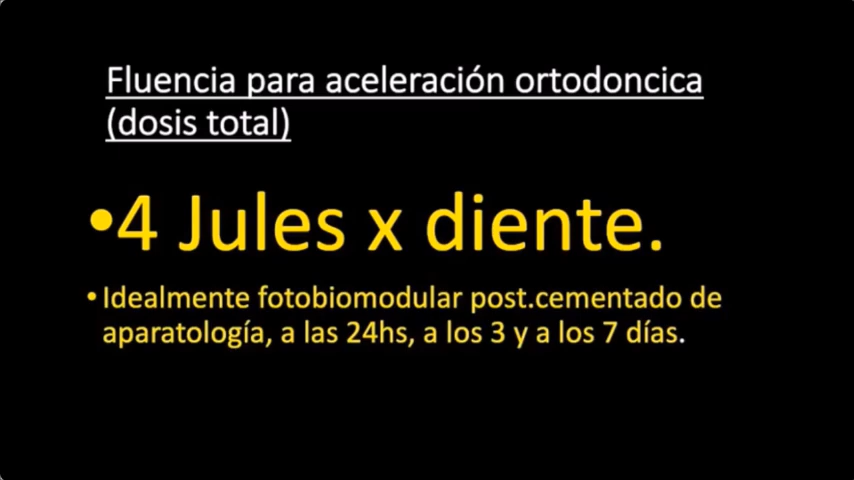 Fluencia para aceleración ortodoncica
(dosis total)
•4 Jules x diente.
• Idealmente fotobiomodular post.cementado de
aparatología, a las 24hs, a los 3 y a los 7 días.